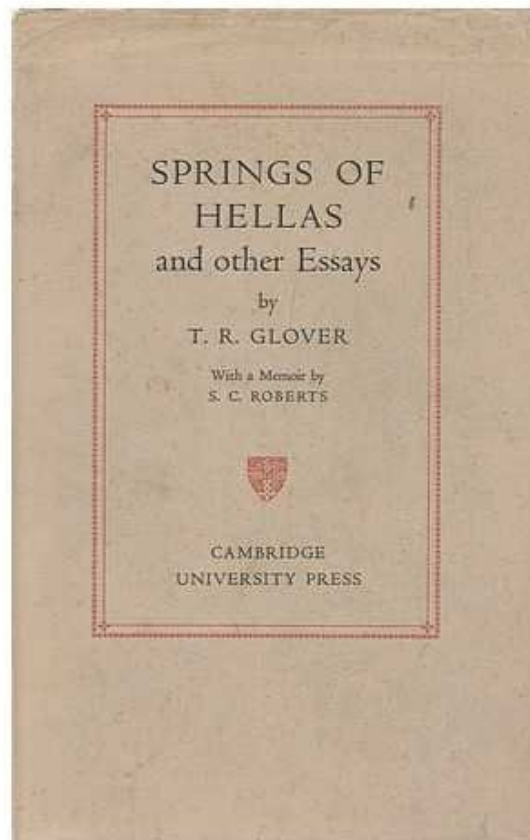 SPRINGS OF
HELLAS
and other Essays
by
T. R. GLOVER
With a Memoir by
S. C. ROBERTS
CAMBRIDGE
UNIVERSITY PRESS